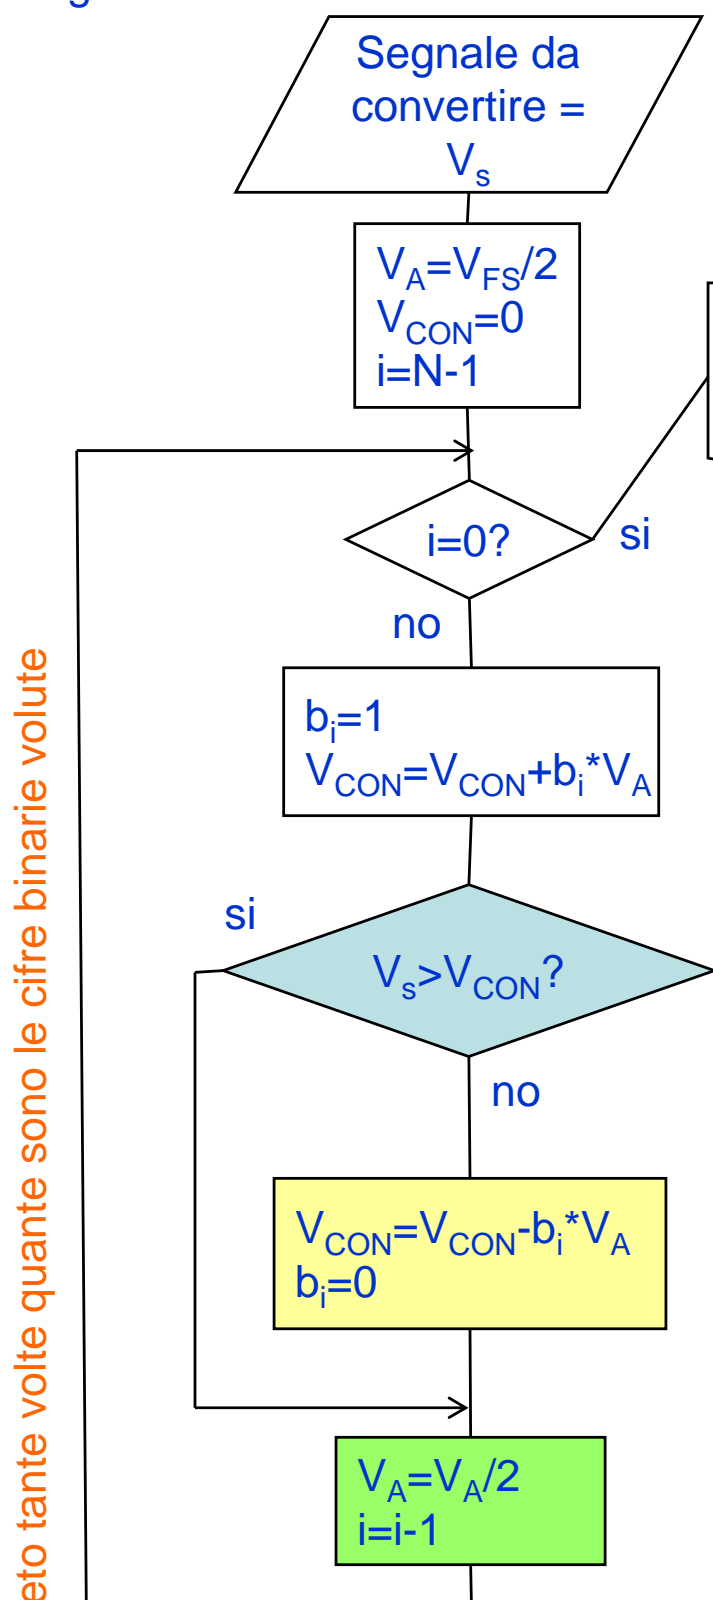 Segnale da
convertire =
Vs
VA=VFS/2
VCON=0
i=N-1
i=0?
si
no
bi=1
VCON=VCON+bi*VA
si
Vs>VCON?
no
VCON=VCON-bi*VA
bi=0
VA=VA/2
i=i-1
tante volte quante sono le cifre binarie volute